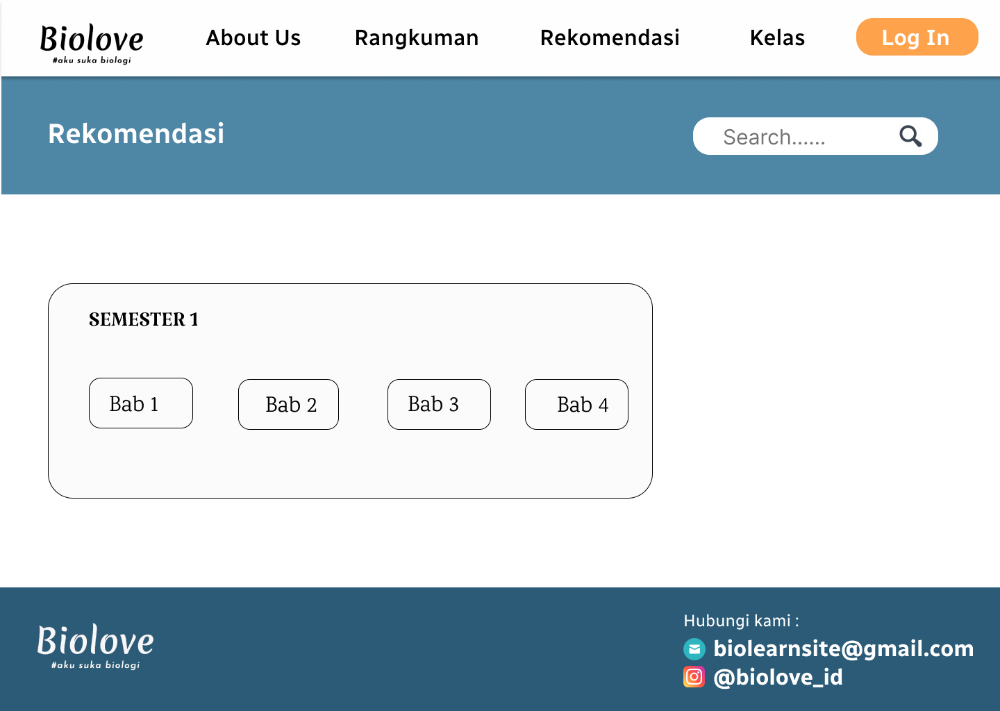 Biolove
#aku suka biologi
About Us
Rangkuman
Rekomendasi
Kelas
Log In
Rekomendasi
Search......
SEMESTER 1
Bab 1
Bab 2
Bab 3
Bab 4
Biolove
#aku suka biologi
Hubungi kami :
biolearnsite@gmail.com
@biolove_id